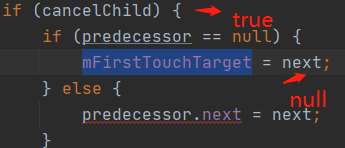 if (cancelChild) { true
if (predecessor == null) {
mFirstTouchTarget = next;
} else { null
predecessor.next = next;
}